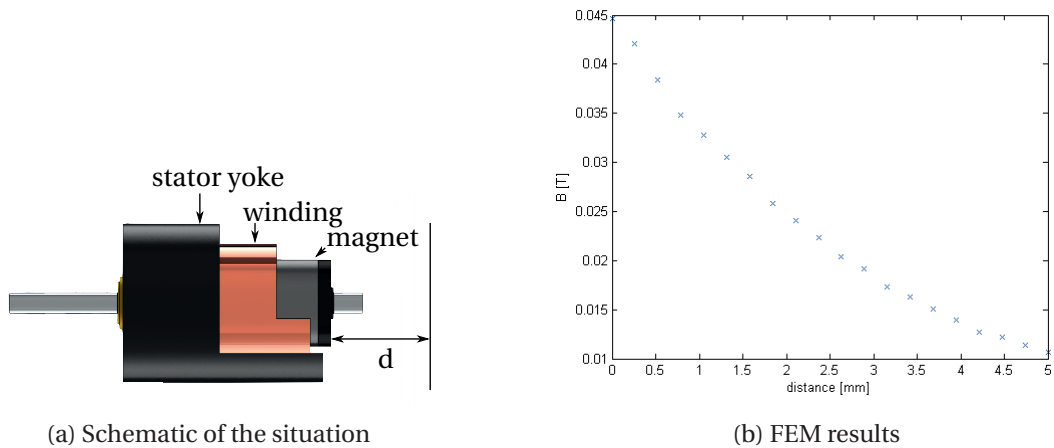 stator yoke
winding
magnet
d
(a) Schematic of the situation
0.045
0.04
0.035
0.03
0.025
0.02
0.015
0.01
B [T]
0 0.5 1 1.5 2 2.5 3 3.5 4 4.5 5
distance [mm]
(b) FEM results